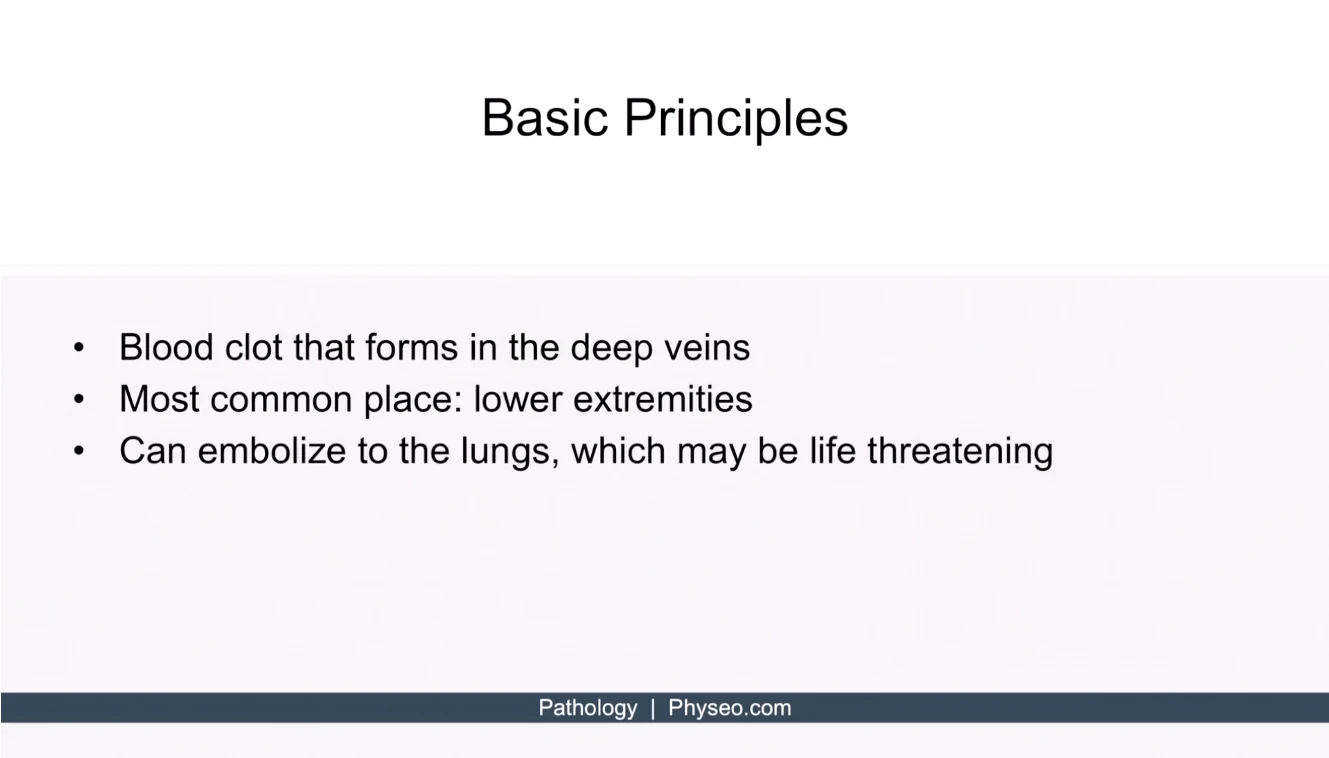 Basic Principles
• Blood clot that forms in the deep veins
• Most common place: lower extremities
• Can embolize to the lungs, which may be life threatening
Pathology | Physeo.com